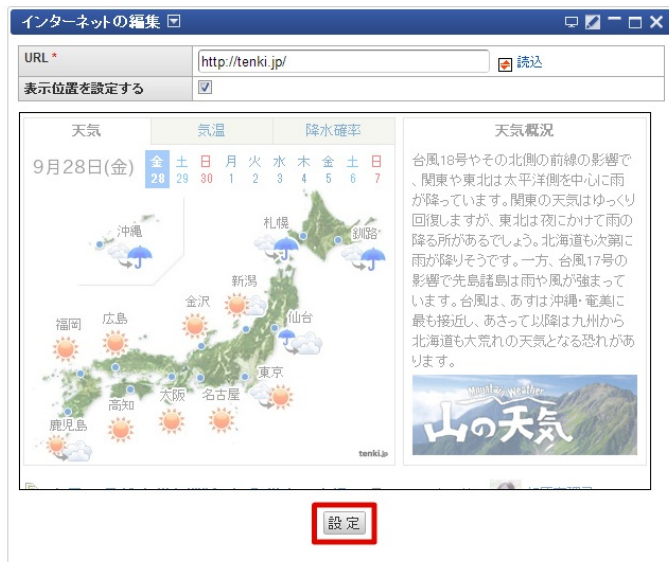 インターネットの編集
URL *
http://tenki.jp/
読込
表示位置を設定する
天気
気温
降水確率
9月28日(金)
金 土 日 月 火 水 木 金 土 日
28 29 30 1 2 3 4 5 6 7
沖縄
札幌
釧路
新潟
金沢
仙台
福岡
広島
東京
大阪
名古屋
高知
鹿児島
tenki.jp
天気概況
台風18号やその北側の前線の影響で
、関東や東北は太平洋側を中心に雨
が降っています。関東の天気はゆっくり
回復しますが、東北は夜にかけて雨の
降る所があるでしょう。北海道も次第に
雨が降りそうです。一方、台風17号の
影響で先島諸島は雨や風が強まって
います。台風は、あすは沖縄・奄美に
最も接近し、あさって以降は九州から
北海道も大荒れの天気となる恐れがあ
ります。
Mountain Weather
山の天気
設定